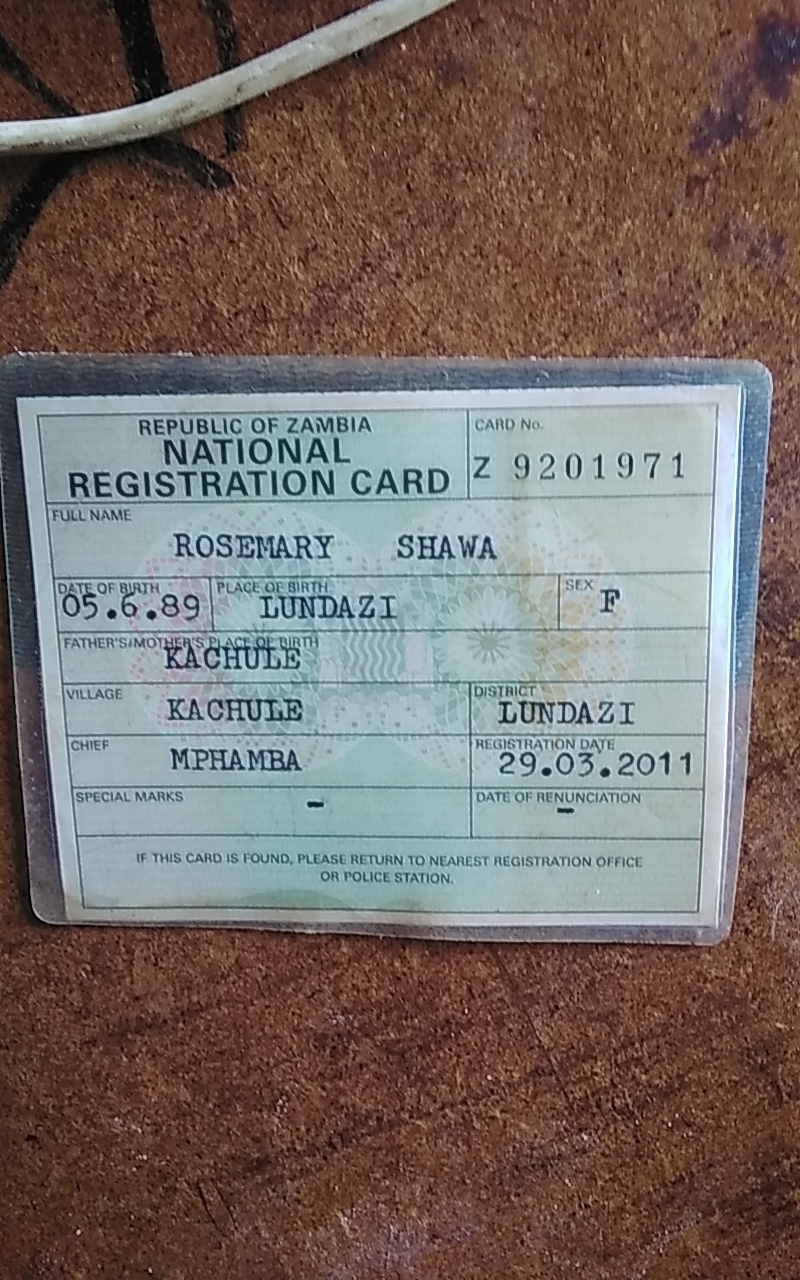 REPUBLIC OF ZAMBIA
NATIONAL
REGISTRATION CARD
CARD No.
Z 9201971
FULL NAME
ROSEMARY SHAWA
DATE OF BIRTH
05.6.89
PLACE OF BIRTH
LUNDAZI
SEX
F
FATHER'S/MOTHER'S PLACE OF BIRTH
KACHULE
VILLAGE
KACHULE
DISTRICT
LUNDAZI
CHIEF
MPHAMBA
REGISTRATION DATE
29.03.2011
SPECIAL MARKS
-
DATE OF RENUNCIATION
-
IF THIS CARD IS FOUND, PLEASE RETURN TO NEAREST REGISTRATION OFFICE
OR POLICE STATION.